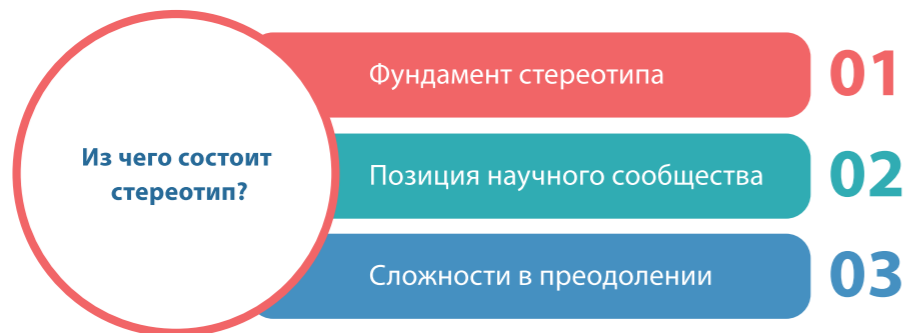 Из чего состоит
стереотип?
Фундамент стереотипа
01
Позиция научного сообщества
02
Сложности в преодолении
03